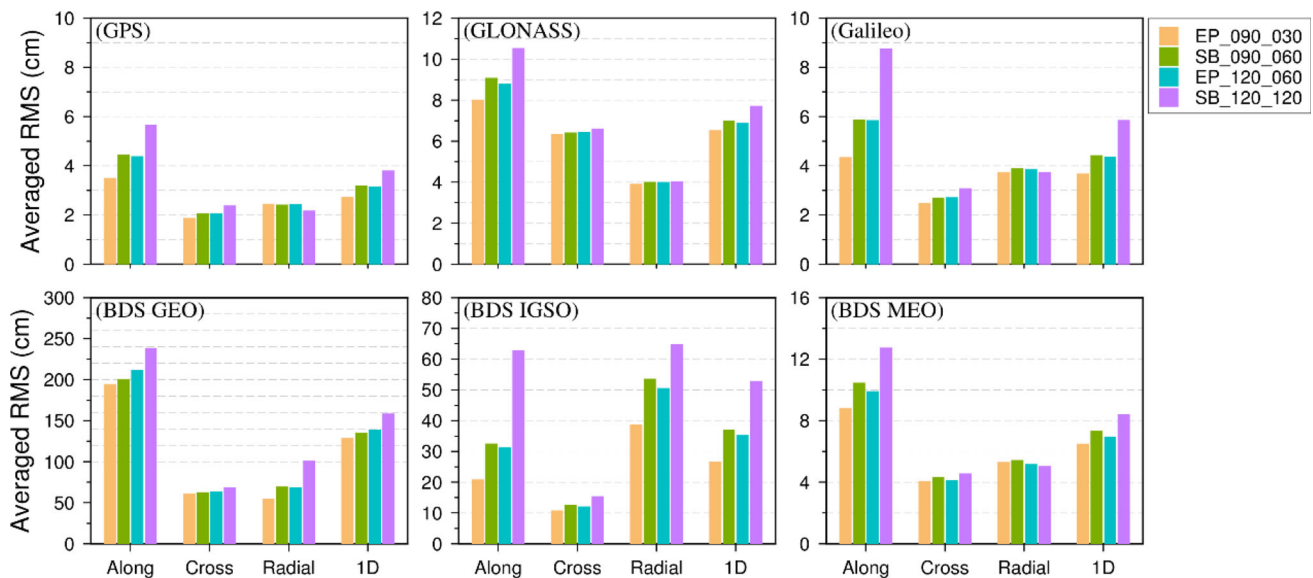 (GPS)
(GLONASS)
(Galileo)
EP_090_030
SB_090_060
EP_120_060
SB_120_120
Averaged RMS (cm)
10
8
6
4
2
0
12
10
8
6
4
2
0
10
8
6
4
2
0
(BDS GEO)
(BDS IGSO)
(BDS MEO)
Averaged RMS (cm)
300
250
200
150
100
50
0
80
70
60
50
40
30
20
10
0
16
12
8
4
0
Along Cross Radial 1D
Along Cross Radial 1D
Along Cross Radial 1D